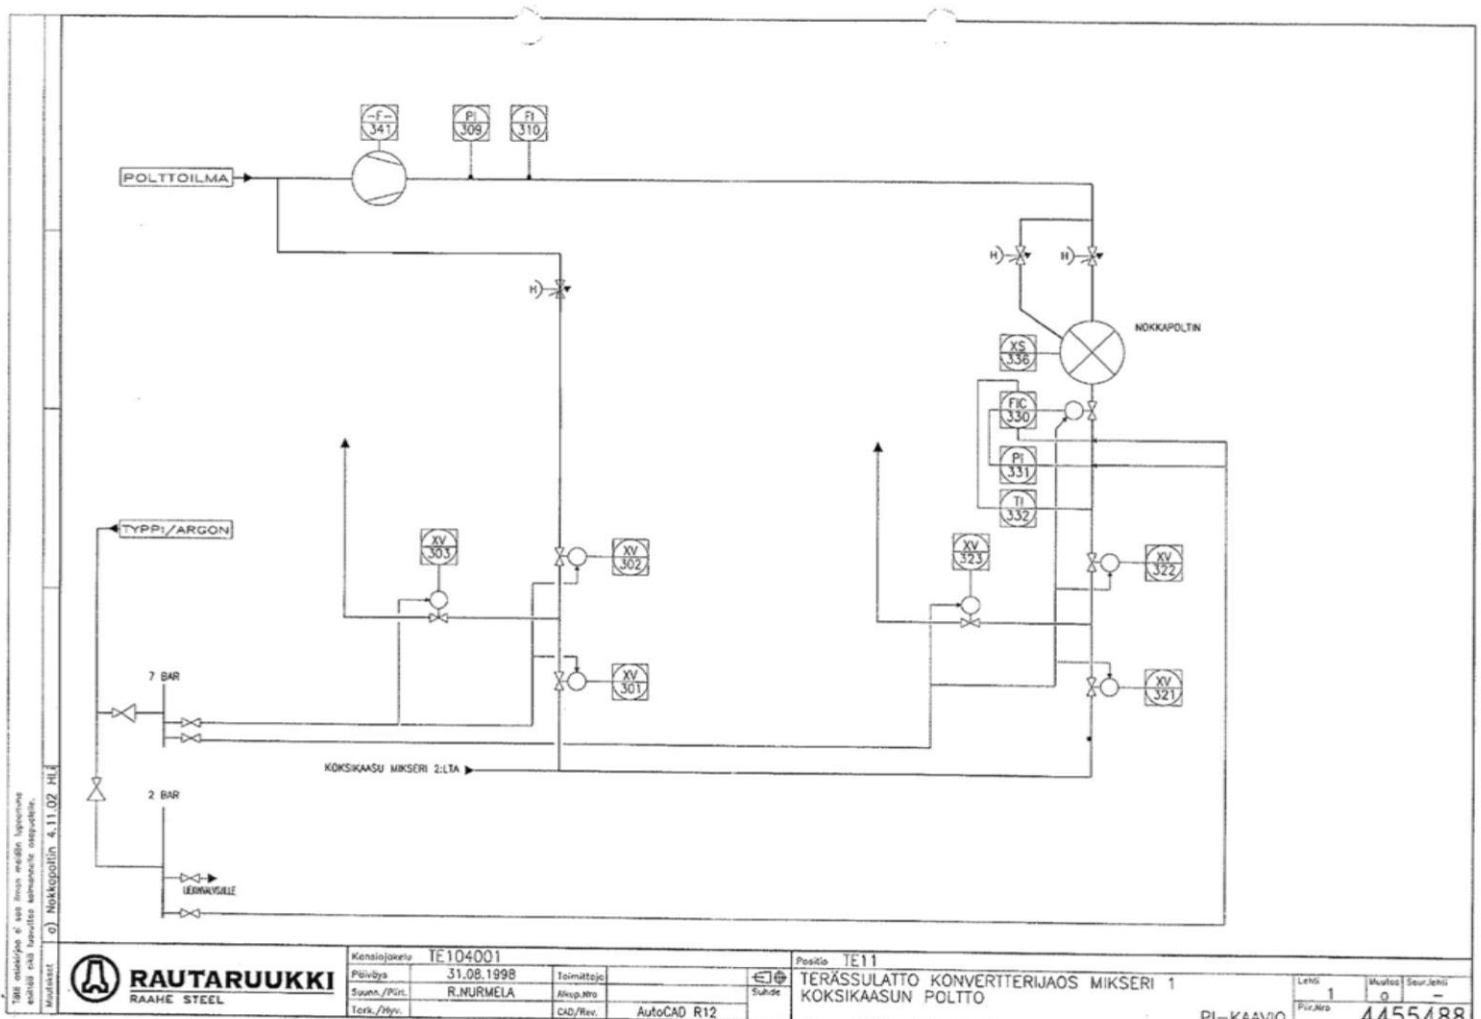 -F-
341
PI
309
FI
310
POLTTOILMA
H
H
H
NOKKAPOLTIN
XS
336
FIC
330
PI
331
TI
332
TYPPI/ARGON
XV
303
XV
302
XV
323
XV
322
XV
301
XV
321
7 BAR
KOKSIKAASU MIKSERI 2:LTA
2 BAR
Muutokset
o) Nokkapoltin 4.11.02
RAUTARUUKKI
RAAHE STEEL
Kansiojakelu TE104001
Päiväys 31.08.1998 Toimittaja
Suunn./Piirt. R.NURMELA
Tark./Hyv. CAD/Rev. AutoCAD R12
Suhde
Positio TE11
TERÄSSULATTO KONVERTTERIJAOS MIKSERI 1
KOKSIKAASUN POLTTO
PI-KAAVIO
Lehti 1
Muutos o
Seur.lehti -
Piir.Nro 4455488